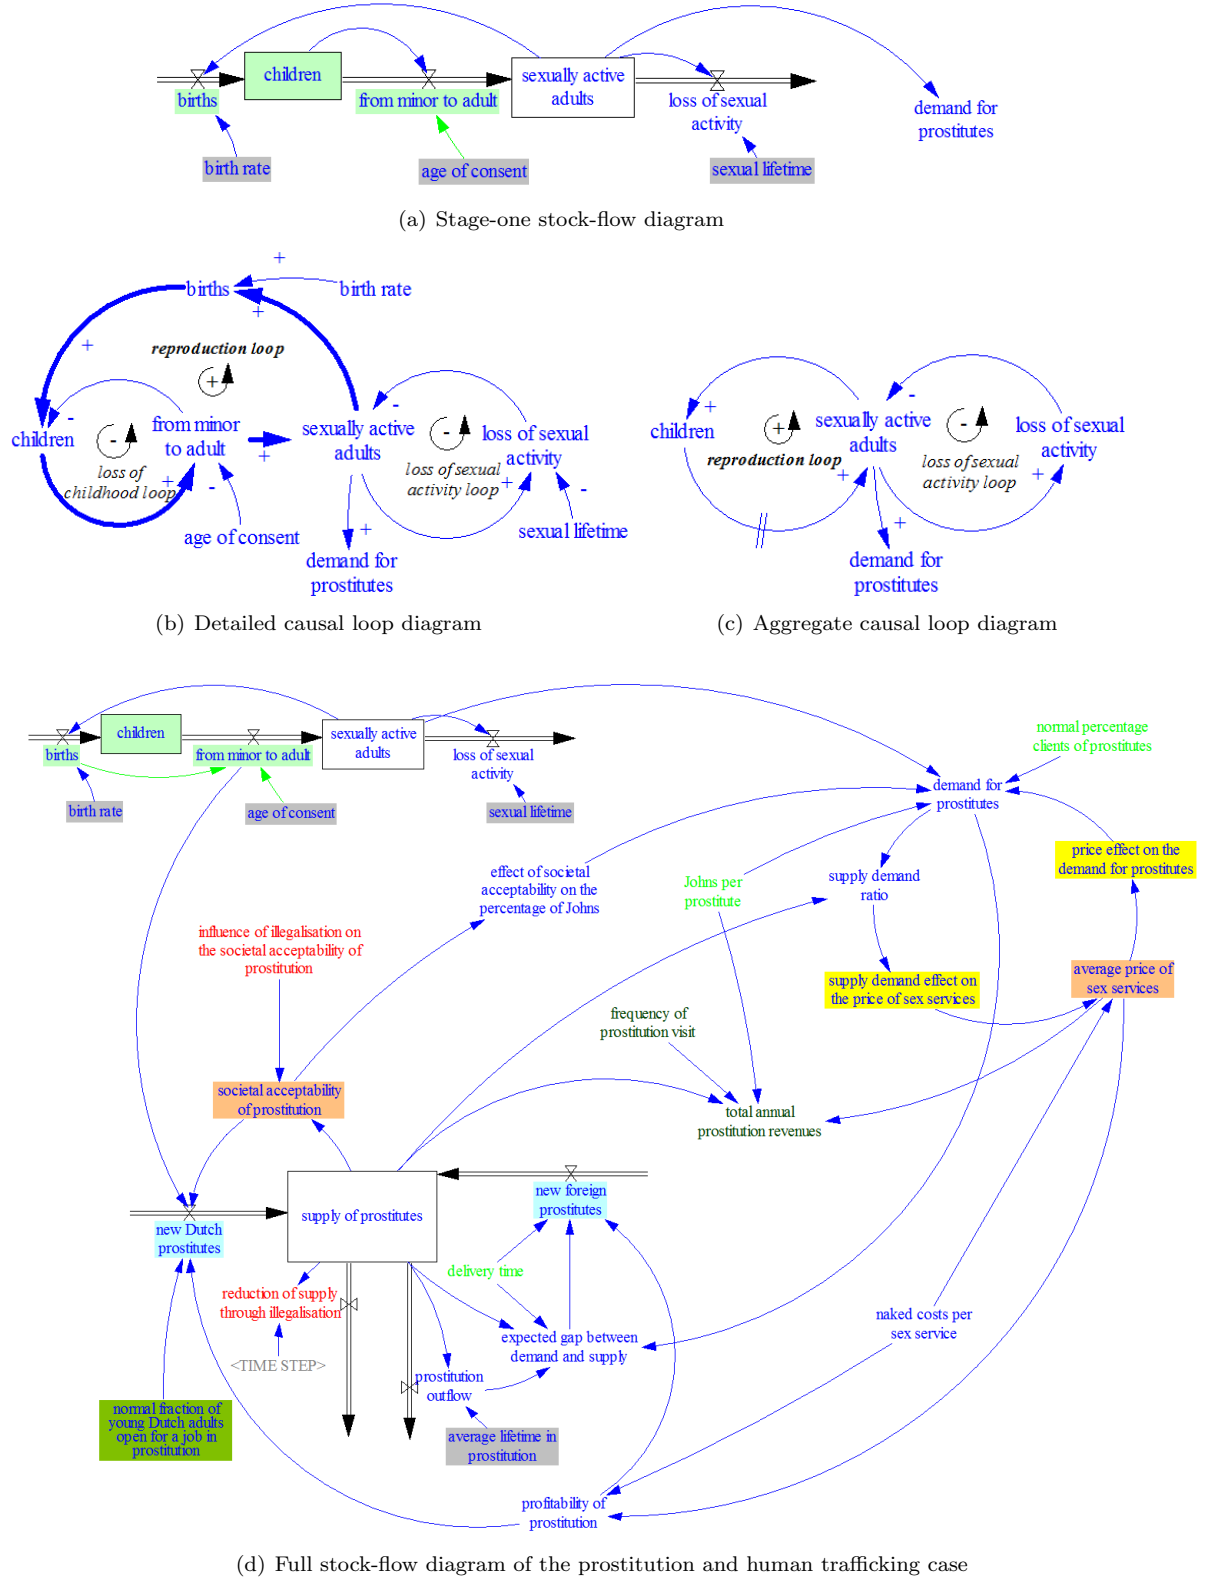 children
sexually active
adults
births
from minor to adult
loss of sexual
activity
demand for
prostitutes
birth rate
age of consent
sexual lifetime
(a) Stage-one stock-flow diagram
+
births
birth rate
+
+
reproduction loop
+
-
children
-
loss of
childhood loop
from minor
to adult
+
-
+
age of consent
sexually active
adults
-
-
loss of sexual
activity loop
loss of sexual
activity
+
-
sexual lifetime
+
demand for
prostitutes
(b) Detailed causal loop diagram
+
children
+
reproduction loop
sexually active
adults
+
-
-
loss of sexual
activity loop
loss of sexual
activity
+
+
demand for
prostitutes
(c) Aggregate causal loop diagram
children
sexually active
adults
births
from minor to adult
loss of sexual
activity
birth rate
age of consent
sexual lifetime
normal percentage
clients of prostitutes
demand for
prostitutes
price effect on the
demand for prostitutes
effect of societal
acceptability on the
percentage of Johns
Johns per
prostitute
supply demand
ratio
influence of illegalisation on
the societal acceptability of
prostitution
supply demand effect on
the price of sex services
average price of
sex services
frequency of
prostitution visit
societal acceptability
of prostitution
total annual
prostitution revenues
supply of prostitutes
new foreign
prostitutes
new Dutch
prostitutes
delivery time
reduction of supply
through illegalisation
expected gap between
demand and supply
naked costs per
sex service
<TIME STEP>
prostitution
outflow
normal fraction of
young Dutch adults
open for a job in
prostitution
average lifetime in
prostitution
profitability of
prostitution
(d) Full stock-flow diagram of the prostitution and human trafficking case